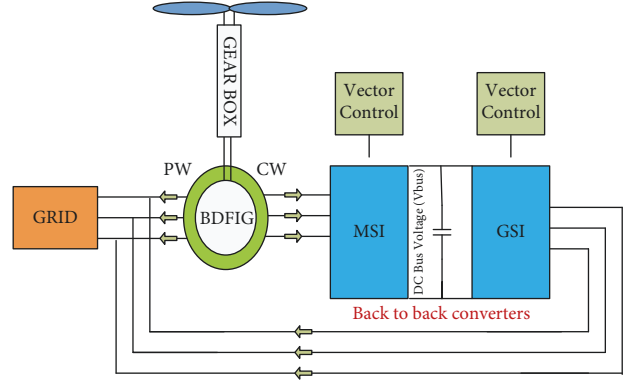 GEAR BOX
Vector
Control
Vector
Control
PW
CW
GRID
BDFIG
MSI
DC Bus Voltage (Vbus)
GSI
Back to back converters